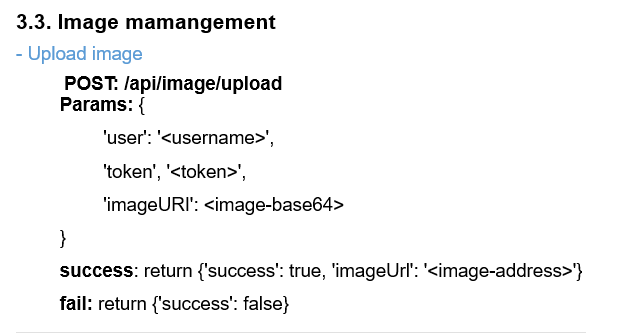 3.3. Image mamangement
- Upload image
POST: /api/image/upload
Params: {
'user': '<username>',
'token', '<token>',
'imageURI': <image-base64>
}
success: return {'success': true, 'imageUrl': '<image-address>'}
fail: return {'success': false}